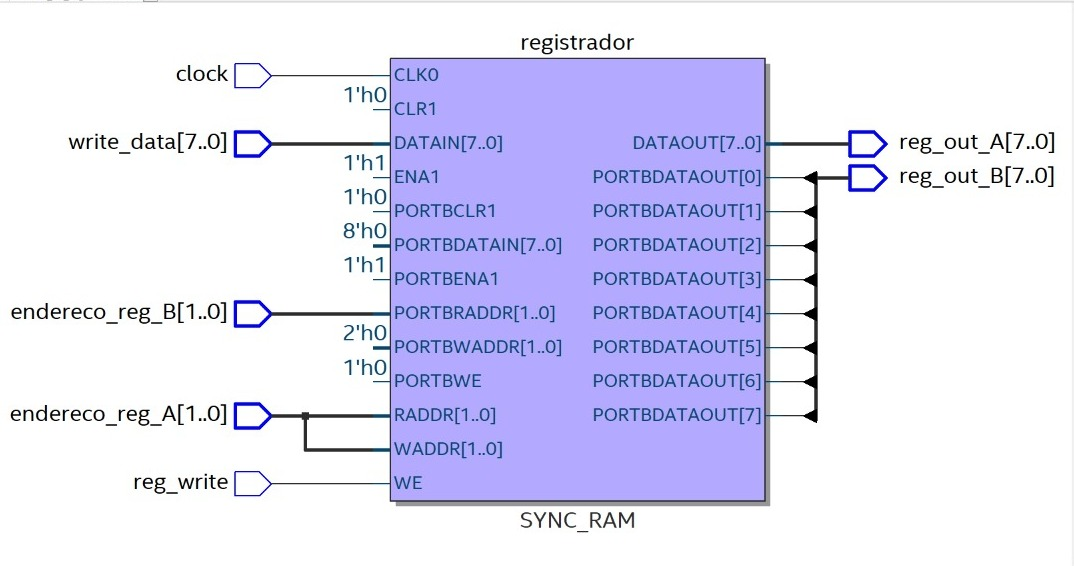 registrador
clock
CLK0
1'h0
CLR1
write_data[7..0]
DATAIN[7..0]
DATAOUT[7..0]
reg_out_A[7..0]
1'h1
ENA1
PORTBDATAOUT[0]
reg_out_B[7..0]
1'h0
PORTBCLR1
PORTBDATAOUT[1]
8'h0
PORTBDATAIN[7..0]
PORTBDATAOUT[2]
1'h1
PORTBENA1
PORTBDATAOUT[3]
endereco_reg_B[1..0]
PORTBRADDR[1..0]
PORTBDATAOUT[4]
2'h0
PORTBWADDR[1..0]
PORTBDATAOUT[5]
1'h0
PORTBWE
PORTBDATAOUT[6]
endereco_reg_A[1..0]
RADDR[1..0]
PORTBDATAOUT[7]
WADDR[1..0]
reg_write
WE
SYNC_RAM